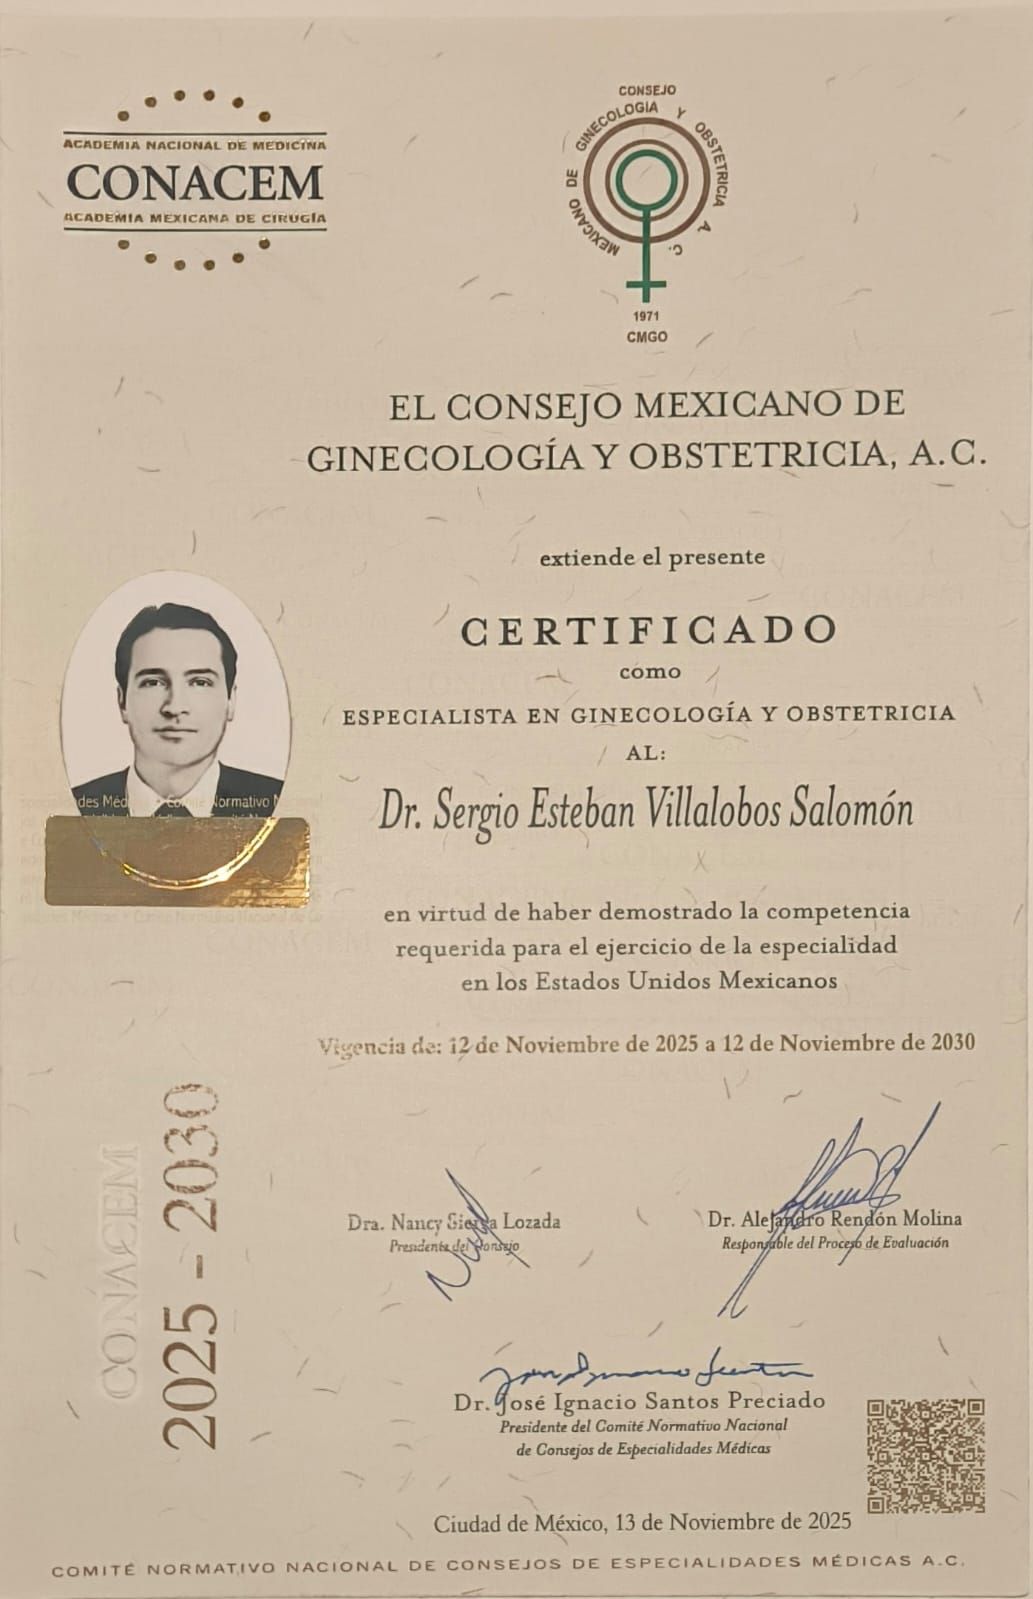 ACADEMIA NACIONAL DE MEDICINA
CONACEM
ACADEMIA MEXICANA DE CIRUGÍA
CONSEJO
MEXICANO DE GINECOLOGIA Y OBSTETRICIA A. C.
1971
CMGO
EL CONSEJO MEXICANO DE
GINECOLOGÍA Y OBSTETRICIA, A.C.
extiende el presente
CERTIFICADO
como
ESPECIALISTA EN GINECOLOGÍA Y OBSTETRICIA
AL:
Dr. Sergio Esteban Villalobos Salomón
en virtud de haber demostrado la competencia
requerida para el ejercicio de la especialidad
en los Estados Unidos Mexicanos
Vigencia de: 12 de Noviembre de 2025 a 12 de Noviembre de 2030
CONACEM
2025 - 2030
Dra. Nancy Sierra Lozada
Presidente del Consejo
Dr. Alejandro Rendón Molina
Responsable del Proceso de Evaluación
Dr. José Ignacio Santos Preciado
Presidente del Comité Normativo Nacional
de Consejos de Especialidades Médicas
Ciudad de México, 13 de Noviembre de 2025
COMITÉ NORMATIVO NACIONAL DE CONSEJOS DE ESPECIALIDADES MÉDICAS A.C.